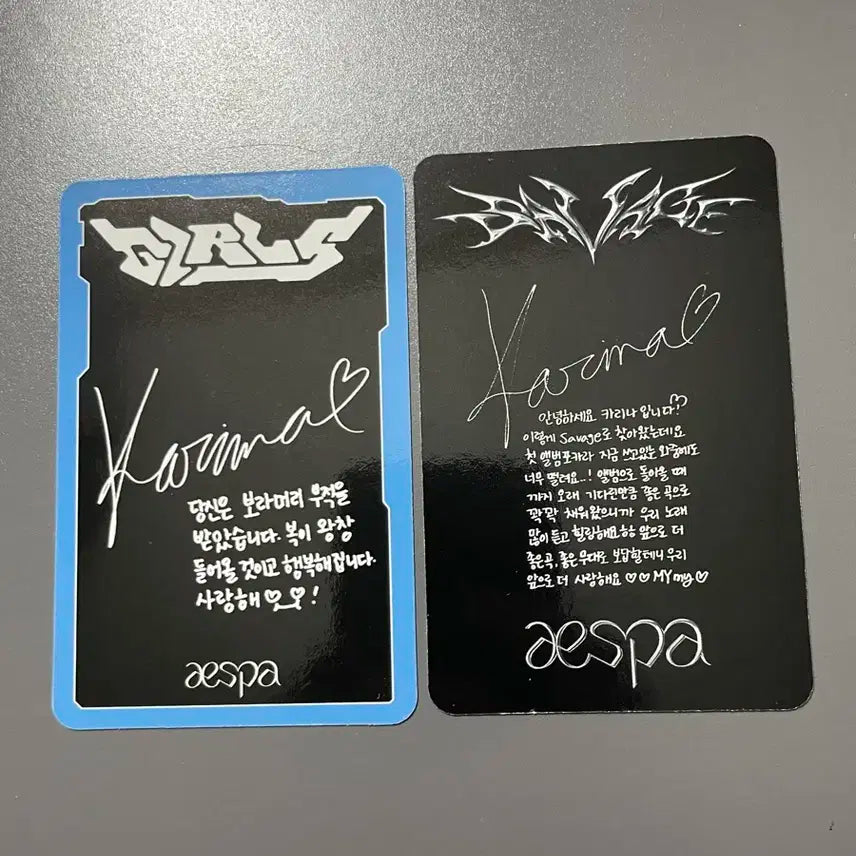 GIRLS
Karina♡
당신은 보라머리 부적을
받았습니다. 복이 왕창
들어올 것이고 행복해집니다.
사랑해 ♡_♡!
aespa
SAVAGE
Karina♡
안녕하세요 카리나 입니다!♡
이렇게 Savage로 찾아왔는데요
첫 앨범포카라 지금 쓰고있는 와중에도
너무 떨려요..! 앨범으로 돌아올 때
까지 오래 기다린만큼 좋은 곡으로
꽉꽉 채워왔으니까 우리 노래
많이 듣고 힐링해요ㅎㅎ 앞으로 더
좋은곡, 좋은 무대로 보답할테니 우리
앞으로 더 사랑해요 ♡♡ MY my♡
aespa